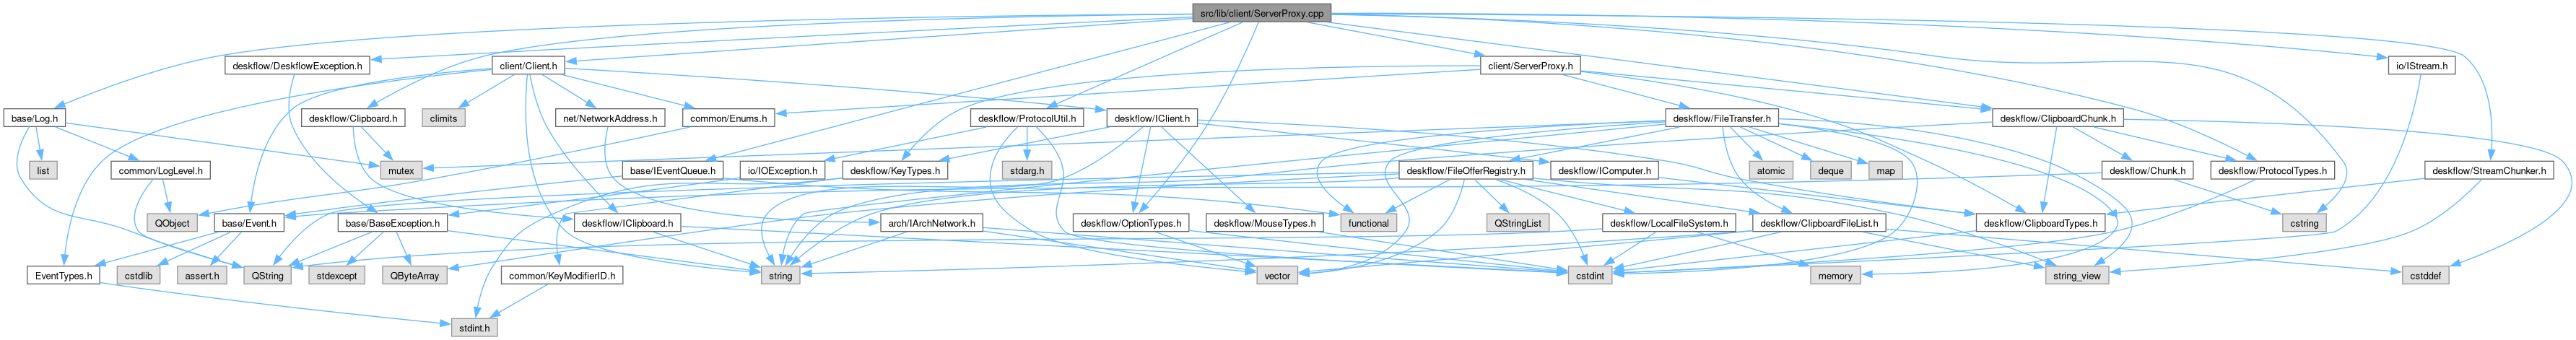 src/lib/client/ServerProxy.cpp
deskflow/DeskflowException.h
client/Client.h
client/ServerProxy.h
io/IStream.h
base/Log.h
deskflow/Clipboard.h
climits
net/NetworkAddress.h
common/Enums.h
deskflow/ProtocolUtil.h
deskflow/IClient.h
deskflow/FileTransfer.h
deskflow/ClipboardChunk.h
list
common/LogLevel.h
mutex
base/IEventQueue.h
io/IOException.h
deskflow/KeyTypes.h
stdarg.h
deskflow/FileOfferRegistry.h
deskflow/IComputer.h
atomic
deque
map
deskflow/Chunk.h
deskflow/ProtocolTypes.h
deskflow/StreamChunker.h
QObject
base/Event.h
base/BaseException.h
deskflow/IClipboard.h
arch/IArchNetwork.h
deskflow/OptionTypes.h
deskflow/MouseTypes.h
functional
QStringList
deskflow/LocalFileSystem.h
deskflow/ClipboardFileList.h
deskflow/ClipboardTypes.h
cstring
EventTypes.h
cstdlib
assert.h
QString
stdexcept
QByteArray
common/KeyModifierID.h
string
vector
cstdint
memory
string_view
cstddef
stdint.h